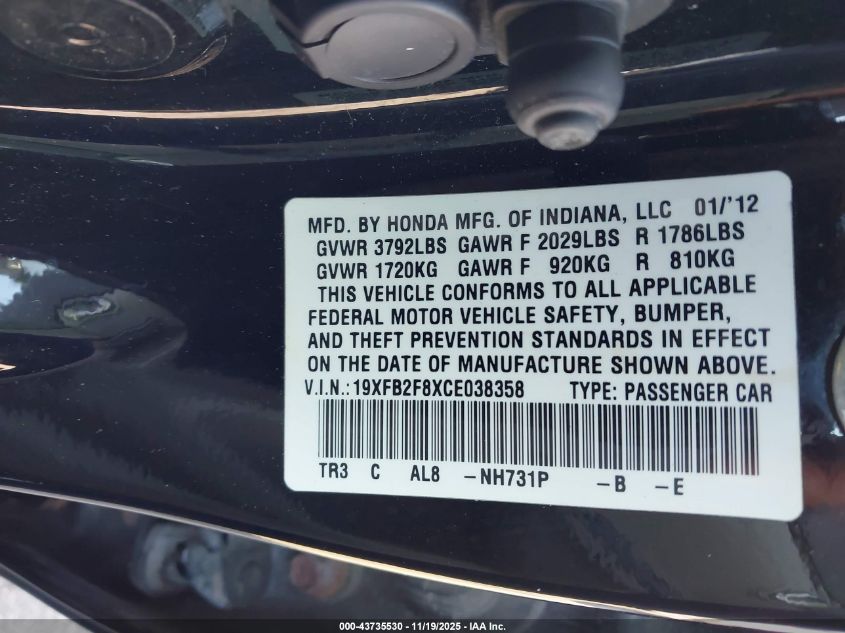 MFD. BY HONDA MFG. OF INDIANA, LLC 01/'12
GVWR 3792LBS GAWR F 2029LBS R 1786LBS
GVWR 1720KG GAWR F 920KG R 810KG
THIS VEHICLE CONFORMS TO ALL APPLICABLE
FEDERAL MOTOR VEHICLE SAFETY, BUMPER,
AND THEFT PREVENTION STANDARDS IN EFFECT
ON THE DATE OF MANUFACTURE SHOWN ABOVE.
V.I.N.:19XFB2F8XCE038358 TYPE: PASSENGER CAR
TR3 C AL8 -NH731P -B -E
000-43735530 - 11/19/2025 - IAA Inc.